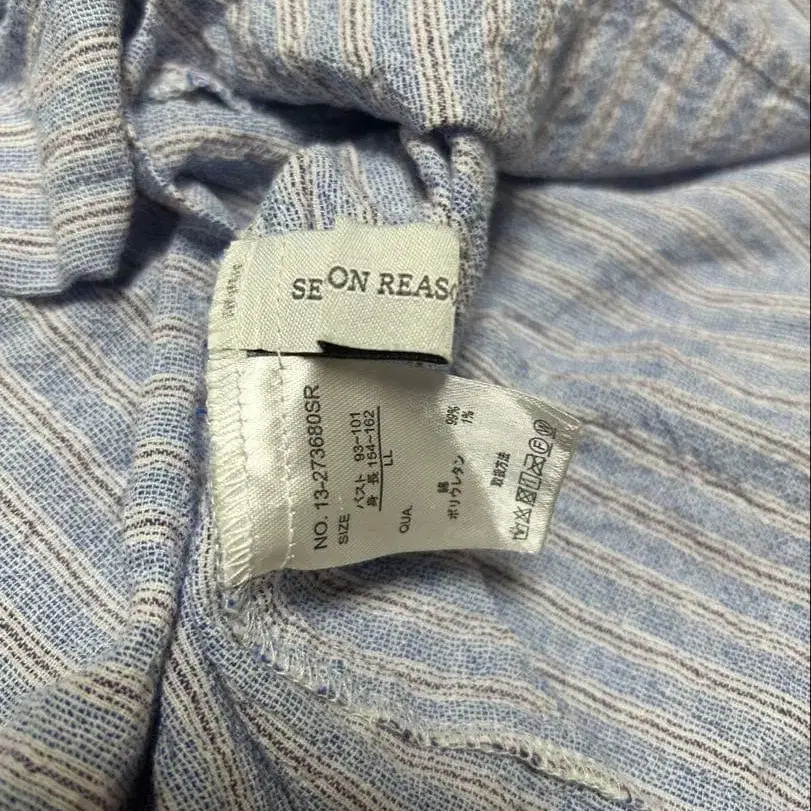 SE ON REASO
NO. 13-273680SR
SIZE
バスト 93~101
身 長 154~162
LL
QUA.
綿 99%
ポリウレタン 1%
取扱方法